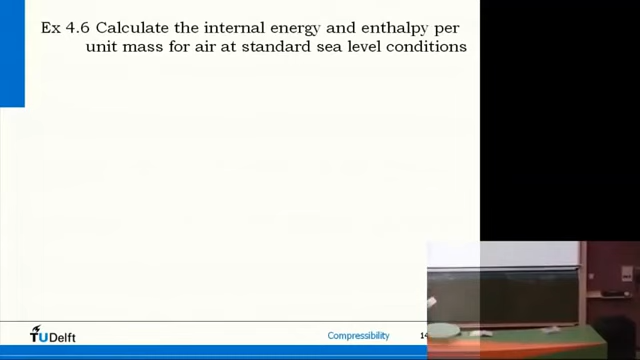 Ex 4.6 Calculate the internal energy and enthalpy per
unit mass for air at standard sea level conditions
TUDelft
Compressibility